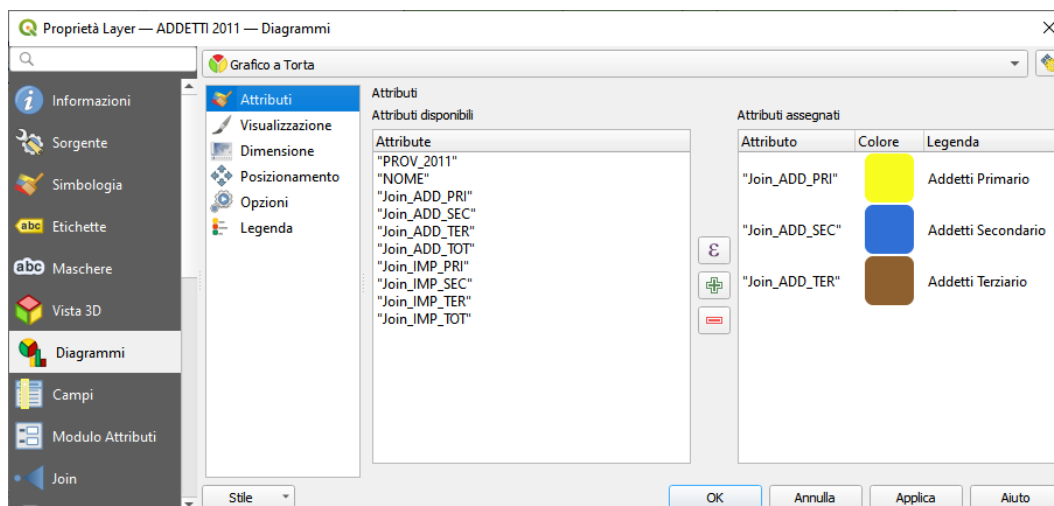 Proprietà Layer — ADDETTI 2011 — Diagrammi
Grafico a Torta
Informazioni
Sorgente
Simbologia
abc Etichette
abc Maschere
Vista 3D
Diagrammi
Campi
Modulo Attributi
Join
Attributi
Visualizzazione
Dimensione
Posizionamento
Opzioni
Legenda
Attributi
Attributi disponibili
Attribute
"PROV_2011"
"NOME"
"Join_ADD_PRI"
"Join_ADD_SEC"
"Join_ADD_TER"
"Join_ADD_TOT"
"Join_IMP_PRI"
"Join_IMP_SEC"
"Join_IMP_TER"
"Join_IMP_TOT"
ε
Attributi assegnati
Attributo Colore Legenda
"Join_ADD_PRI" Addetti Primario
"Join_ADD_SEC" Addetti Secondario
"Join_ADD_TER" Addetti Terziario
Stile
OK Annulla Applica Aiuto